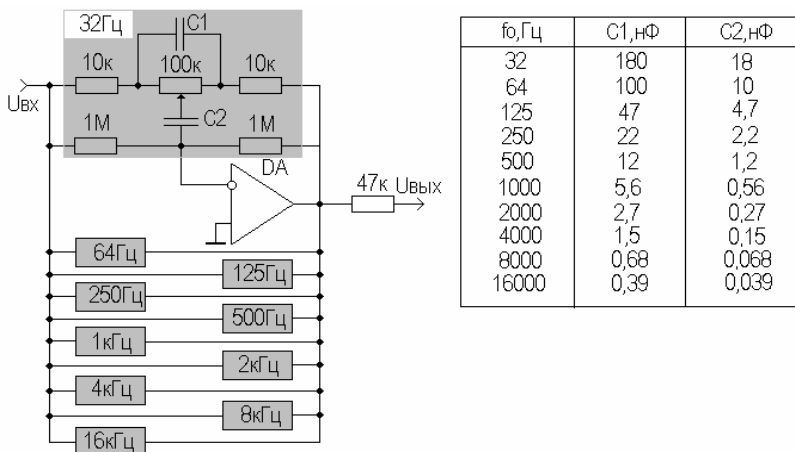 32Гц
C1
10к
100к
10к
Uвх
C2
1М
1М
DA
47к
Uвых
64Гц
125Гц
250Гц
500Гц
1кГц
2кГц
4кГц
8кГц
16кГц
fо,Гц C1,нФ C2,нФ
32 180 18
64 100 10
125 47 4,7
250 22 2,2
500 12 1,2
1000 5,6 0,56
2000 2,7 0,27
4000 1,5 0,15
8000 0,68 0,068
16000 0,39 0,039